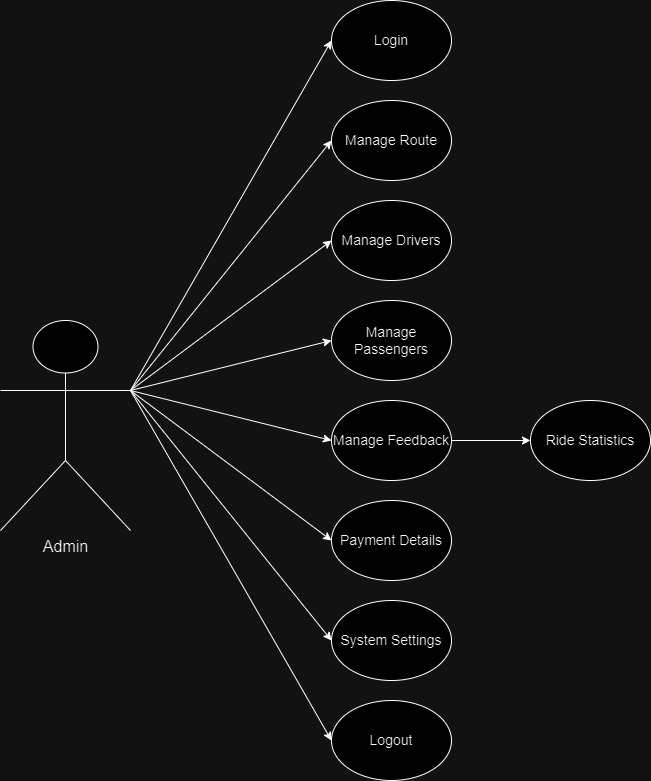 Login
Manage Route
Manage Drivers
Manage
Passengers
Manage Feedback
Ride Statistics
Payment Details
Admin
System Settings
Logout